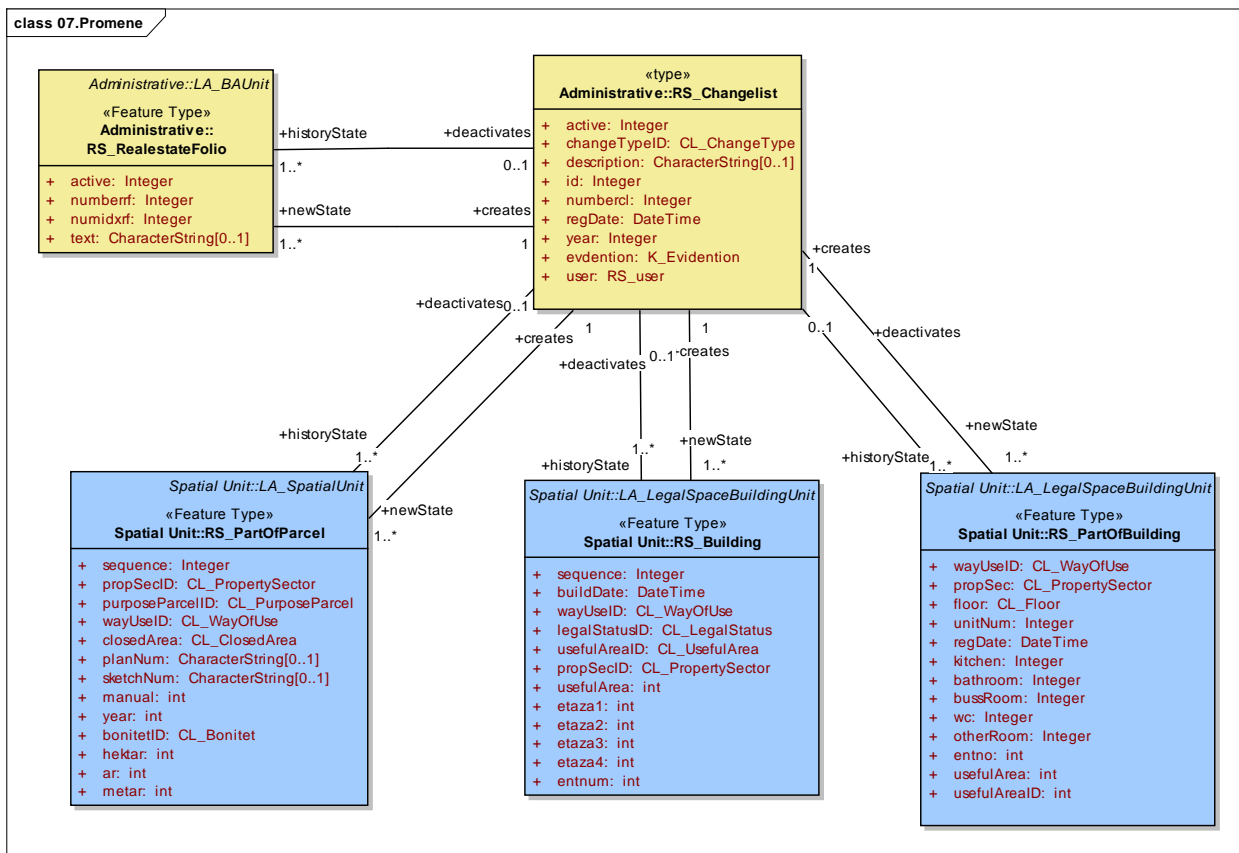 class 07.Promene
Administrative::LA_BAUnit
«Feature Type»
Administrative::
RS_RealestateFolio
+ active: Integer
+ numberrf: Integer
+ numidxrf: Integer
+ text: CharacterString[0..1]
+historyState
1..*
+deactivates
0..1
+newState
1..*
+creates
1
«type»
Administrative::RS_Changelist
+ active: Integer
+ changeTypeID: CL_ChangeType
+ description: CharacterString[0..1]
+ id: Integer
+ numbercl: Integer
+ regDate: DateTime
+ year: Integer
+ evdention: K_Evidention
+ user: RS_user
+deactivates
0..1
+creates
1
+historyState
1..*
+newState
1..*
+deactivates
0..1
-creates
1
+historyState
1..*
+newState
1..*
+creates
1
+deactivates
0..1
+newState
1..*
+historyState
1..*
Spatial Unit::LA_SpatialUnit
«Feature Type»
Spatial Unit::RS_PartOfParcel
+ sequence: Integer
+ propSecID: CL_PropertySector
+ purposeParcelID: CL_PurposeParcel
+ wayUseID: CL_WayOfUse
+ closedArea: CL_ClosedArea
+ planNum: CharacterString[0..1]
+ sketchNum: CharacterString[0..1]
+ manual: int
+ year: int
+ bonitetID: CL_Bonitet
+ hektar: int
+ ar: int
+ metar: int
Spatial Unit::LA_LegalSpaceBuildingUnit
«Feature Type»
Spatial Unit::RS_Building
+ sequence: Integer
+ buildDate: DateTime
+ wayUseID: CL_WayOfUse
+ legalStatusID: CL_LegalStatus
+ usefulAreaID: CL_UsefulArea
+ propSecID: CL_PropertySector
+ usefulArea: int
+ etaza1: int
+ etaza2: int
+ etaza3: int
+ etaza4: int
+ entnum: int
Spatial Unit::LA_LegalSpaceBuildingUnit
«Feature Type»
Spatial Unit::RS_PartOfBuilding
+ wayUseID: CL_WayOfUse
+ propSec: CL_PropertySector
+ floor: CL_Floor
+ unitNum: Integer
+ regDate: DateTime
+ kitchen: Integer
+ bathroom: Integer
+ bussRoom: Integer
+ wc: Integer
+ otherRoom: Integer
+ entno: int
+ usefulArea: int
+ usefulAreaID: int